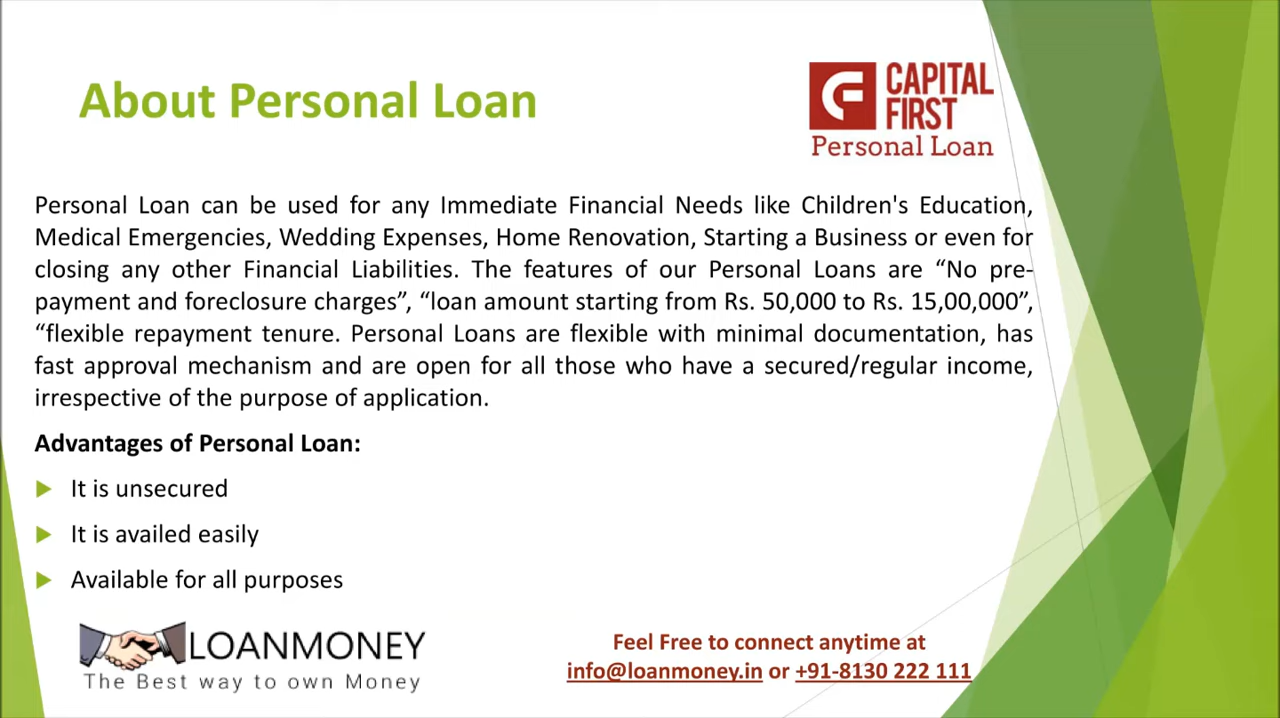 About Personal Loan
CAPITAL
FIRST
Personal Loan
Personal Loan can be used for any Immediate Financial Needs like Children's Education,
Medical Emergencies, Wedding Expenses, Home Renovation, Starting a Business or even for
closing any other Financial Liabilities. The features of our Personal Loans are “No pre-
payment and foreclosure charges”, “loan amount starting from Rs. 50,000 to Rs. 15,00,000”,
“flexible repayment tenure. Personal Loans are flexible with minimal documentation, has
fast approval mechanism and are open for all those who have a secured/regular income,
irrespective of the purpose of application.
Advantages of Personal Loan:
It is unsecured
It is availed easily
Available for all purposes
LOANMONEY
The Best way to own Money
Feel Free to connect anytime at
info@loanmoney.in or +91-8130 222 111